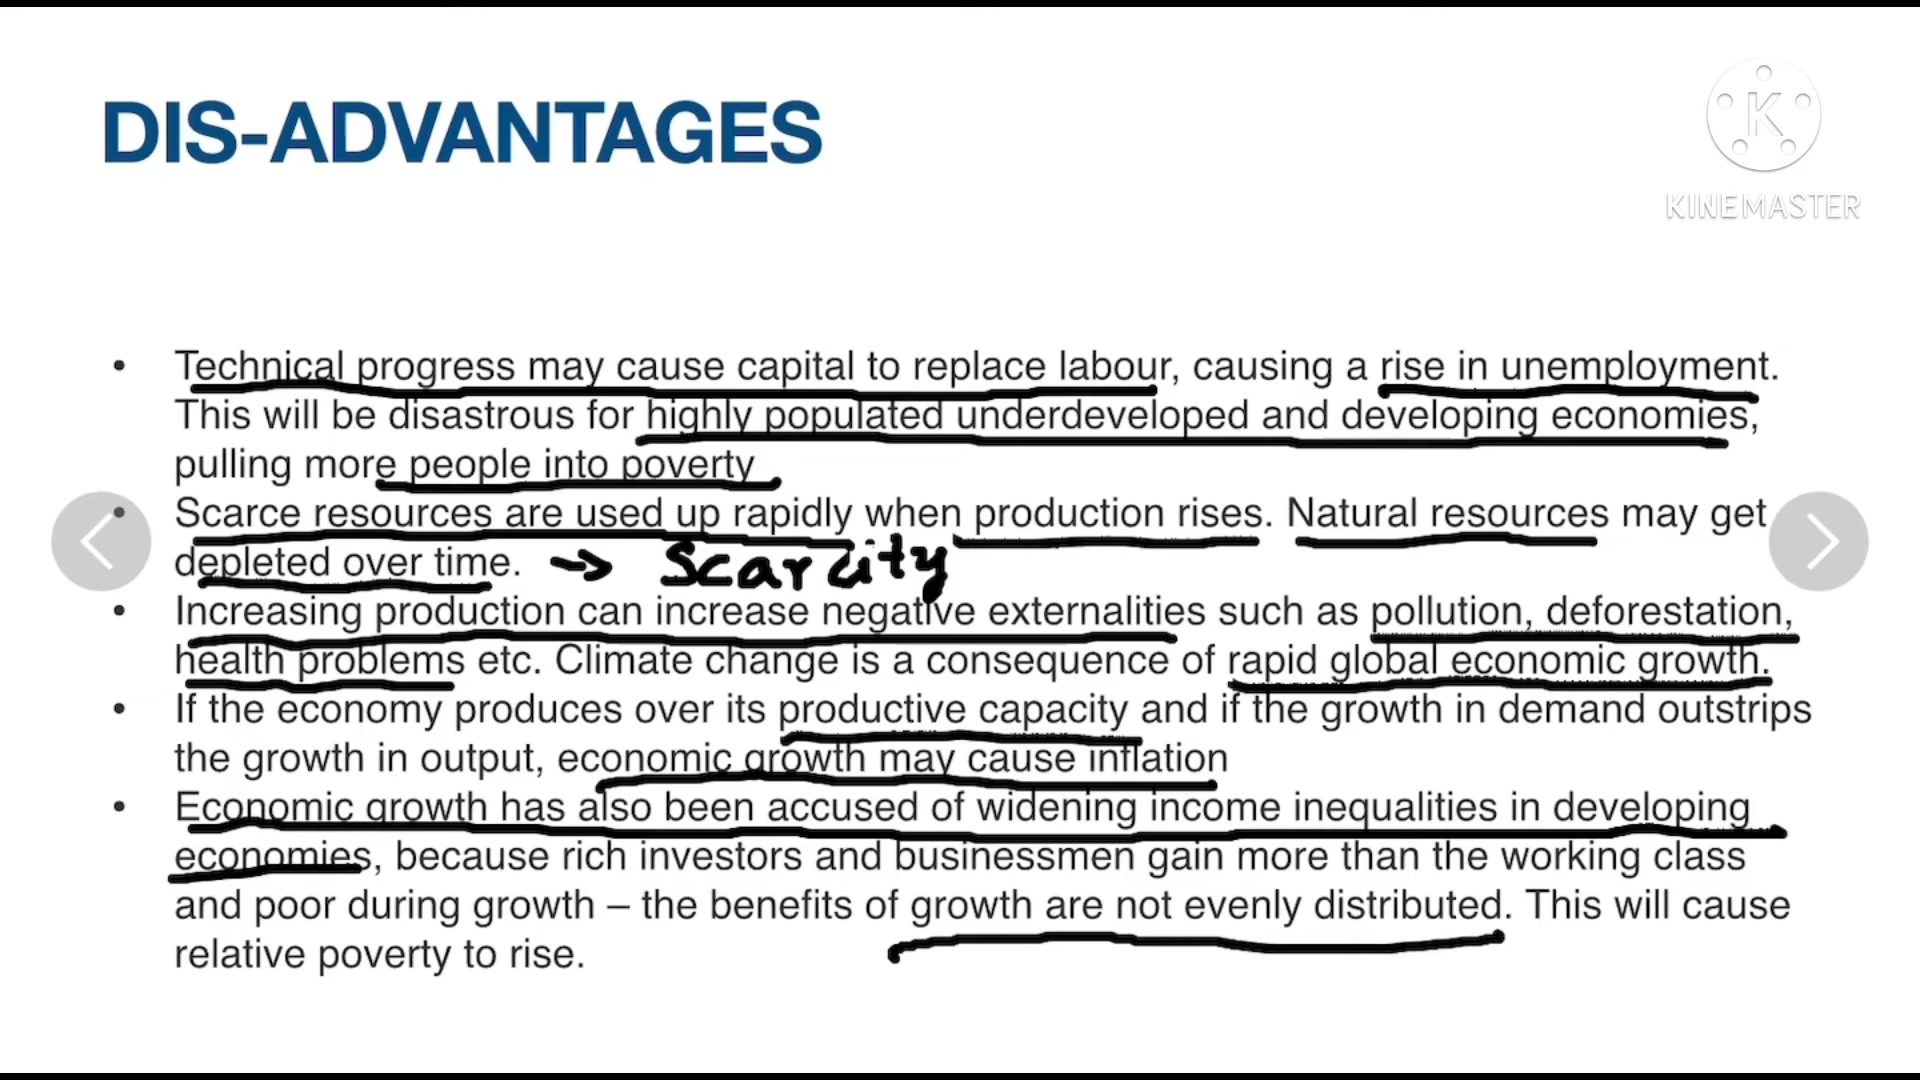 DIS-ADVANTAGES
K
KINEMASTER
• Technical progress may cause capital to replace labour, causing a rise in unemployment.
This will be disastrous for highly populated underdeveloped and developing economies,
pulling more people into poverty
• Scarce resources are used up rapidly when production rises. Natural resources may get
depleted over time. → Scarcity
• Increasing production can increase negative externalities such as pollution, deforestation,
health problems etc. Climate change is a consequence of rapid global economic growth.
• If the economy produces over its productive capacity and if the growth in demand outstrips
the growth in output, economic growth may cause inflation
• Economic growth has also been accused of widening income inequalities in developing
economies, because rich investors and businessmen gain more than the working class
and poor during growth – the benefits of growth are not evenly distributed. This will cause
relative poverty to rise.